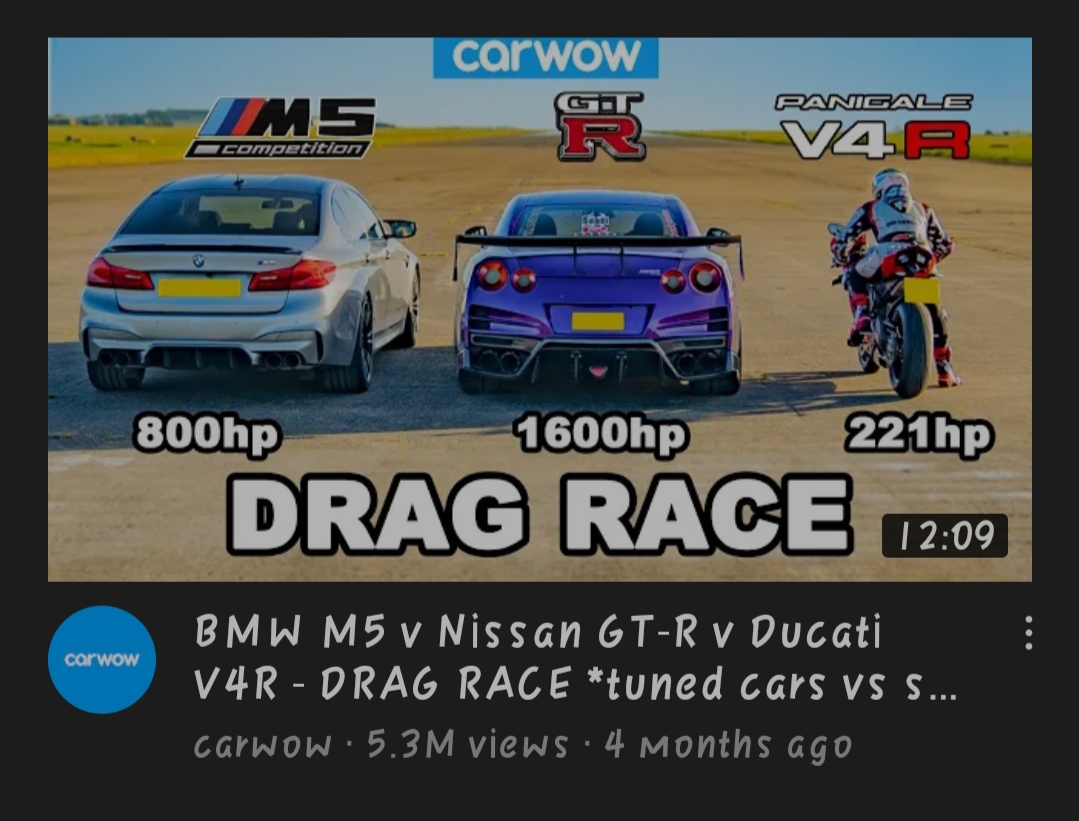 carwow
M5
competition
GT
R
PANIGALE
V4 R
800hp
1600hp
221hp
DRAG RACE
12:09
carwow
BMW M5 v Nissan GT-R v Ducati
V4R - DRAG RACE *tuned cars vs s...
carwow · 5.3M views · 4 months ago